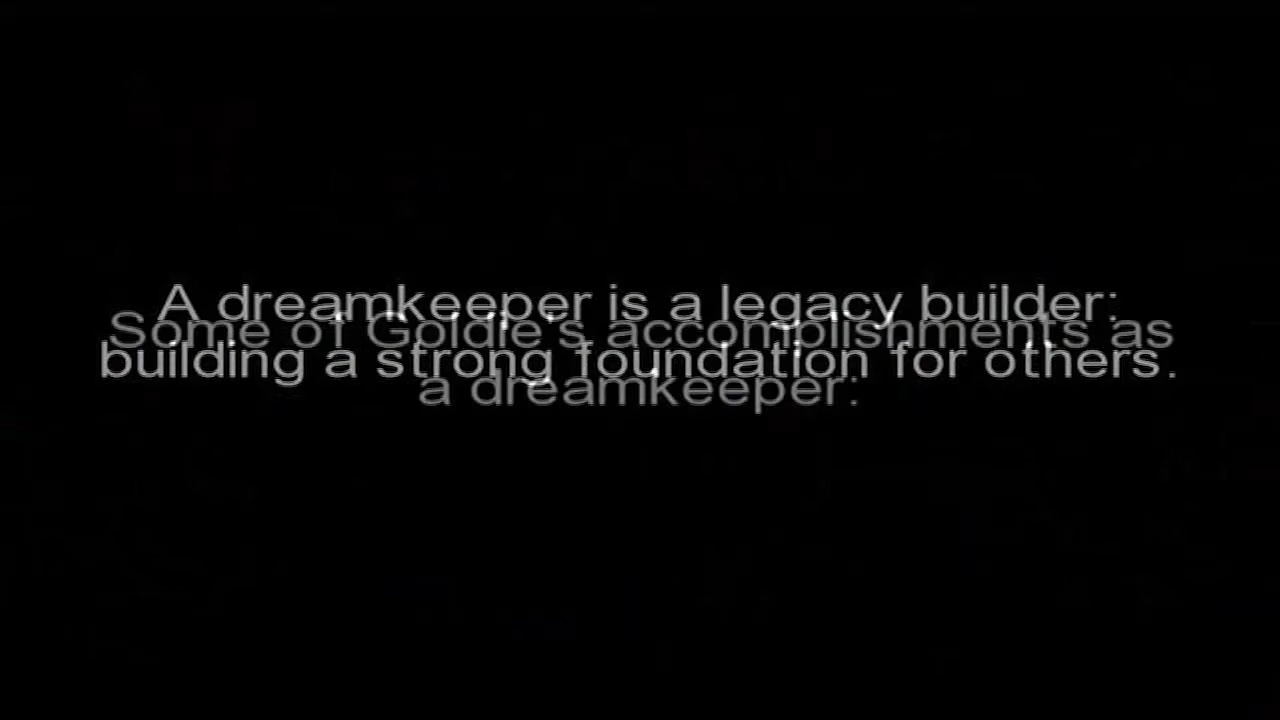 A dreamkeeper is a legacy builder:
building a strong foundation for others.
Some of Goldie's accomplishments as
a dreamkeeper: